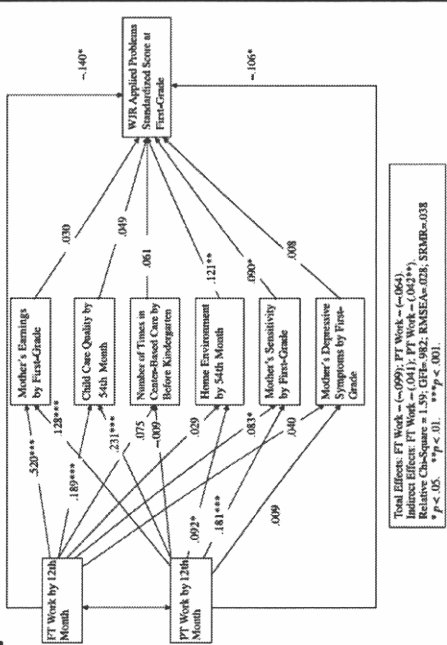 -.140*
FT Work by 12th
Month
PT Work by 12th
Month
.520***
.128***
.189***
.231***
.075
-.009
.029
.092*
.083*
.181***
.040
.009
Mother's Earnings
by First-Grade
Child Care Quality by
54th Month
Number of Times in
Center-Based Care by
Before Kindergarten
Home Environment
by 54th Month
Mother's Sensitivity
by First-Grade
Mother's Depressive
Symptoms by First-
Grade
.030
.049
.061
.121**
.090*
.008
WJR Applied Problems
Standardized Score at
First-Grade
-.106*
Total Effects: FT Work – (-.099); PT Work – (-.064).
Indirect Effects: FT Work – (.041); PT Work – (.042**).
Relative Chi-Square = 1.59; GFI=.982; RMSEA=.028; SRMR=.038
*p < .05. **p < .01. ***p < .001.